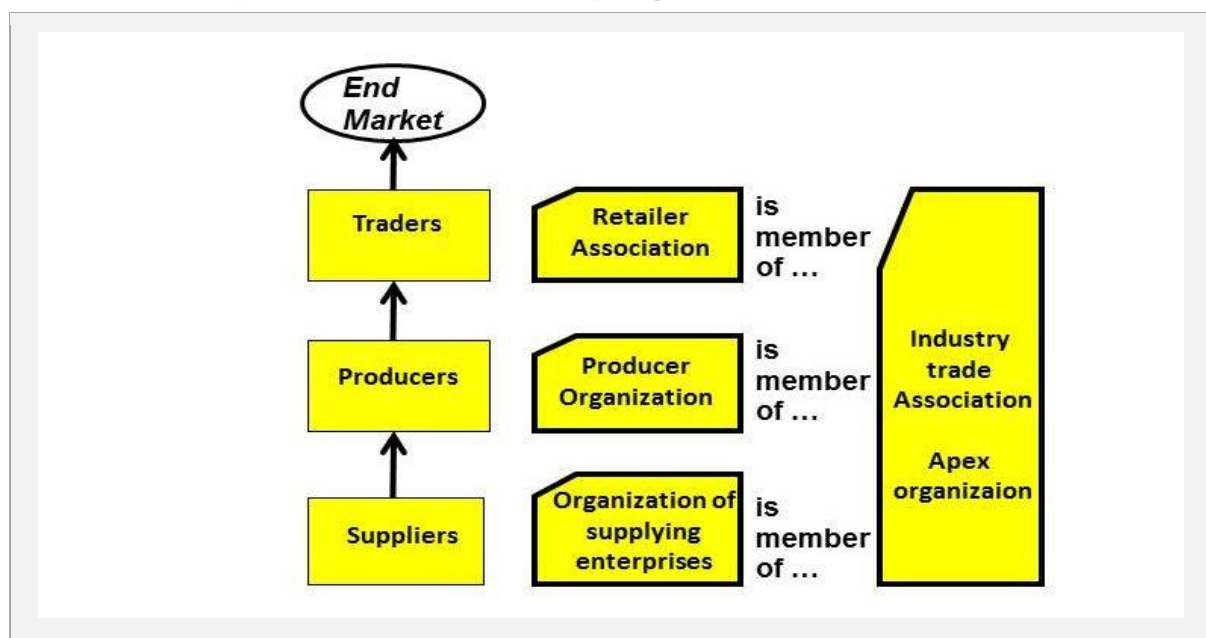 End
Market
Traders
Retailer
Association
is
member
of ...
Producers
Producer
Organization
is
member
of ...
Suppliers
Organization of
supplying
enterprises
is
member
of ...
Industry
trade
Association
Apex
organizaion